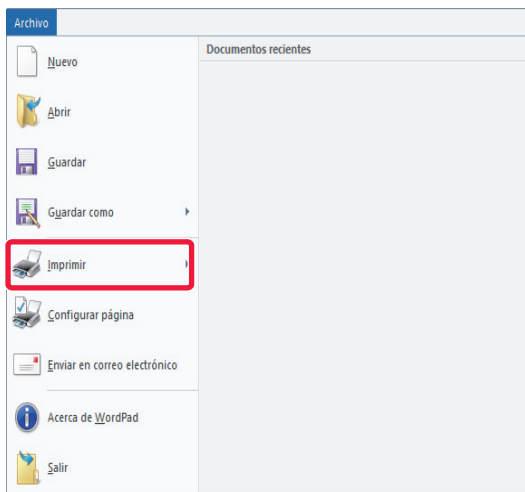 Archivo
Documentos recientes
Nuevo
Abrir
Guardar
Guardar como
Imprimir
Configurar página
Enviar en correo electrónico
Acerca de WordPad
Salir